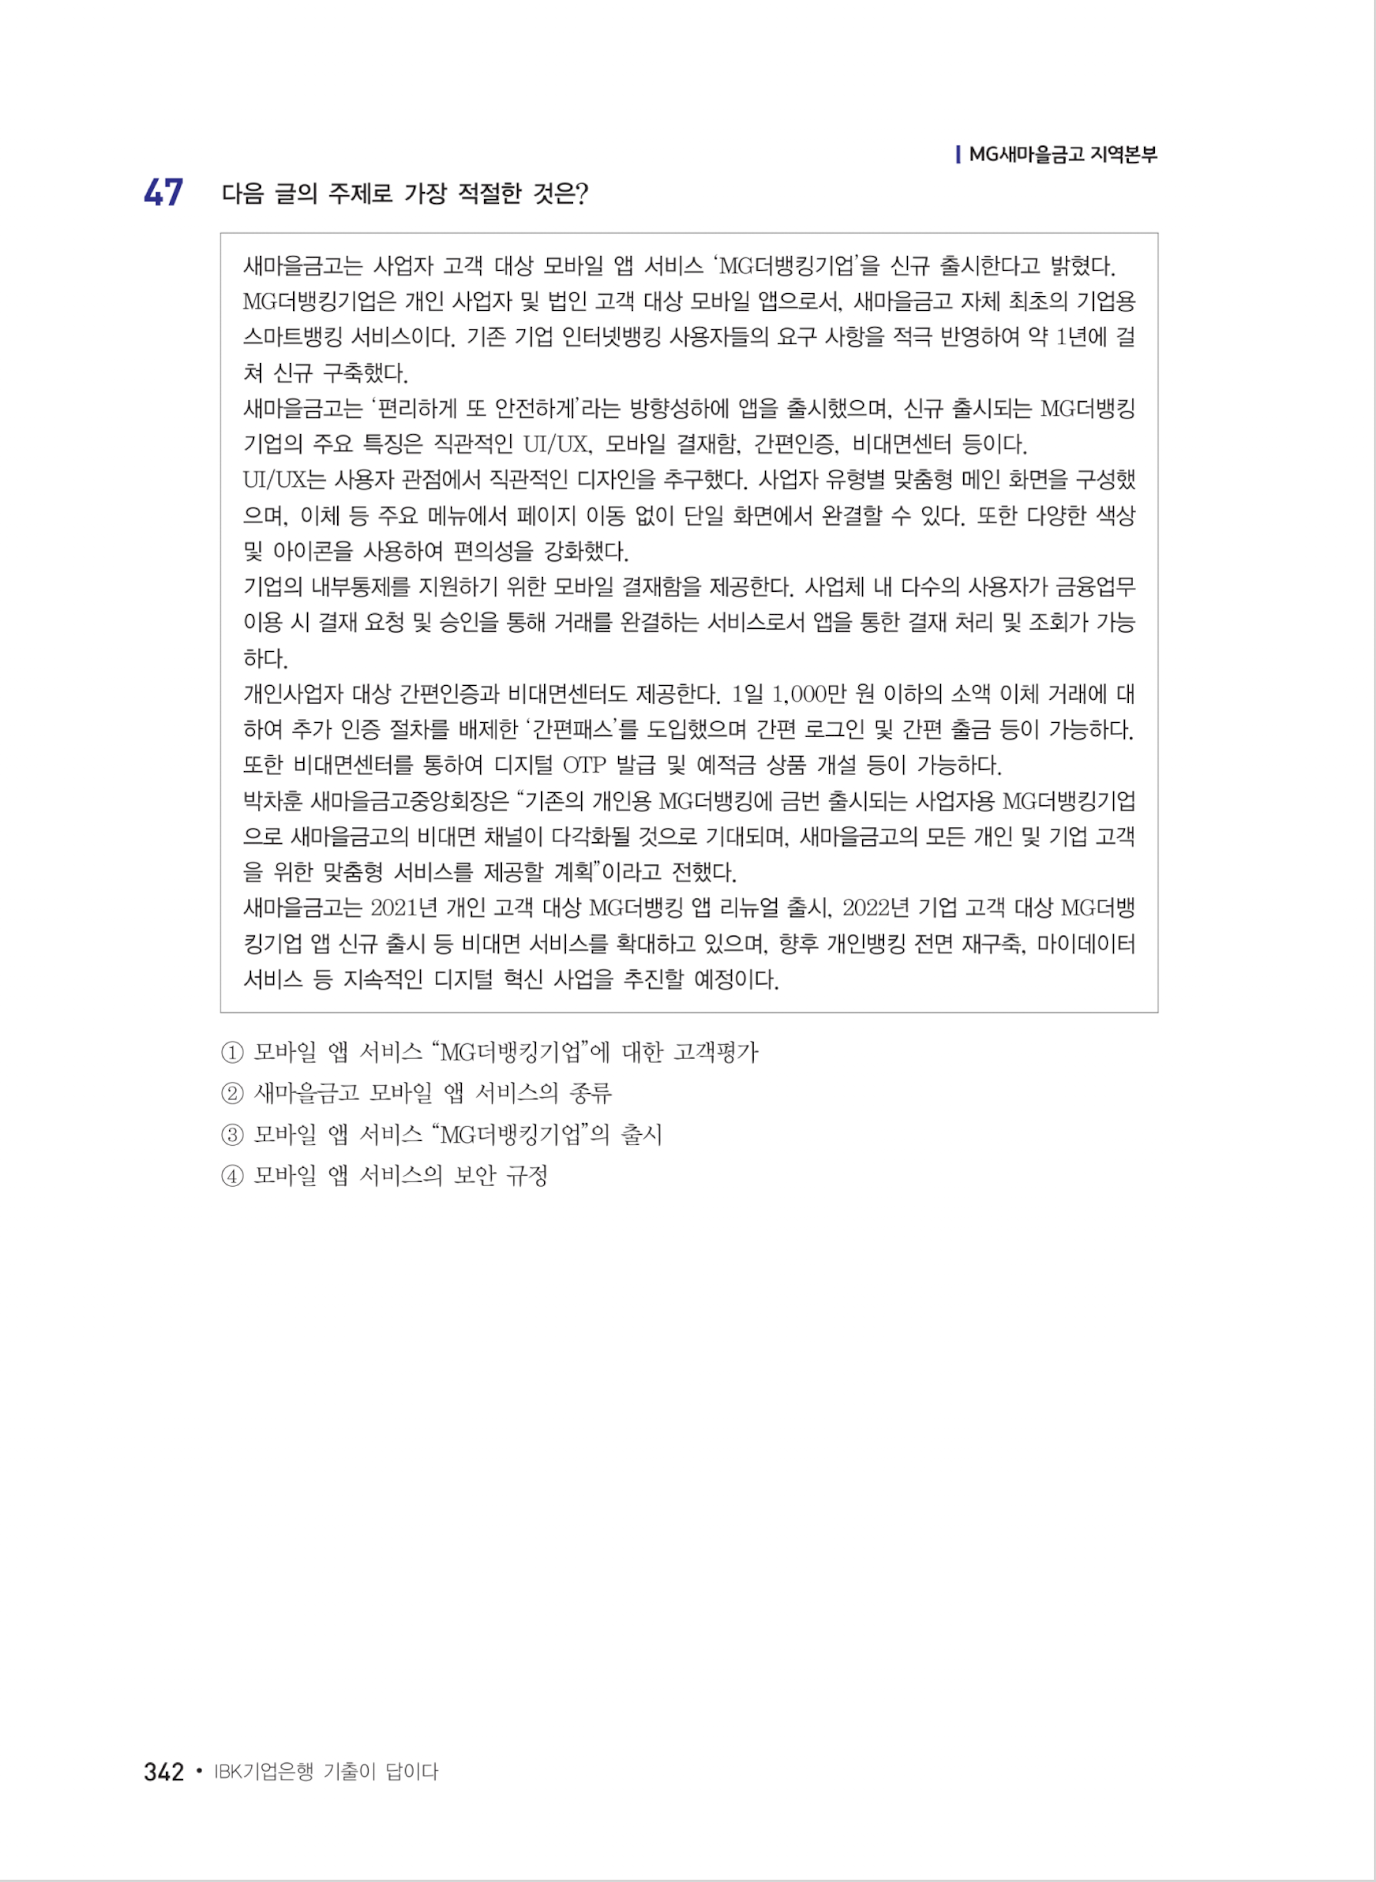 MG새마을금고 지역본부
47 다음 글의 주제로 가장 적절한 것은?
새마을금고는 사업자 고객 대상 모바일 앱 서비스 ‘MG더뱅킹기업’을 신규 출시한다고 밝혔다.
MG더뱅킹기업은 개인 사업자 및 법인 고객 대상 모바일 앱으로서, 새마을금고 자체 최초의 기업용
스마트뱅킹 서비스이다. 기존 기업 인터넷뱅킹 사용자들의 요구 사항을 적극 반영하여 약 1년에 걸
쳐 신규 구축했다.
새마을금고는 ‘편리하게 또 안전하게’라는 방향성하에 앱을 출시했으며, 신규 출시되는 MG더뱅킹
기업의 주요 특징은 직관적인 UI/UX, 모바일 결재함, 간편인증, 비대면센터 등이다.
UI/UX는 사용자 관점에서 직관적인 디자인을 추구했다. 사업자 유형별 맞춤형 메인 화면을 구성했
으며, 이체 등 주요 메뉴에서 페이지 이동 없이 단일 화면에서 완결할 수 있다. 또한 다양한 색상
및 아이콘을 사용하여 편의성을 강화했다.
기업의 내부통제를 지원하기 위한 모바일 결재함을 제공한다. 사업체 내 다수의 사용자가 금융업무
이용 시 결재 요청 및 승인을 통해 거래를 완결하는 서비스로서 앱을 통한 결재 처리 및 조회가 가능
하다.
개인사업자 대상 간편인증과 비대면센터도 제공한다. 1일 1,000만 원 이하의 소액 이체 거래에 대
하여 추가 인증 절차를 배제한 ‘간편패스’를 도입했으며 간편 로그인 및 간편 출금 등이 가능하다.
또한 비대면센터를 통하여 디지털 OTP 발급 및 예적금 상품 개설 등이 가능하다.
박차훈 새마을금고중앙회장은 “기존의 개인용 MG더뱅킹에 금번 출시되는 사업자용 MG더뱅킹기업
으로 새마을금고의 비대면 채널이 다각화될 것으로 기대되며, 새마을금고의 모든 개인 및 기업 고객
을 위한 맞춤형 서비스를 제공할 계획”이라고 전했다.
새마을금고는 2021년 개인 고객 대상 MG더뱅킹 앱 리뉴얼 출시, 2022년 기업 고객 대상 MG더뱅
킹기업 앱 신규 출시 등 비대면 서비스를 확대하고 있으며, 향후 개인뱅킹 전면 재구축, 마이데이터
서비스 등 지속적인 디지털 혁신 사업을 추진할 예정이다.
① 모바일 앱 서비스 “MG더뱅킹기업”에 대한 고객평가
② 새마을금고 모바일 앱 서비스의 종류
③ 모바일 앱 서비스 “MG더뱅킹기업”의 출시
④ 모바일 앱 서비스의 보안 규정
342 • IBK기업은행 기출이 답이다